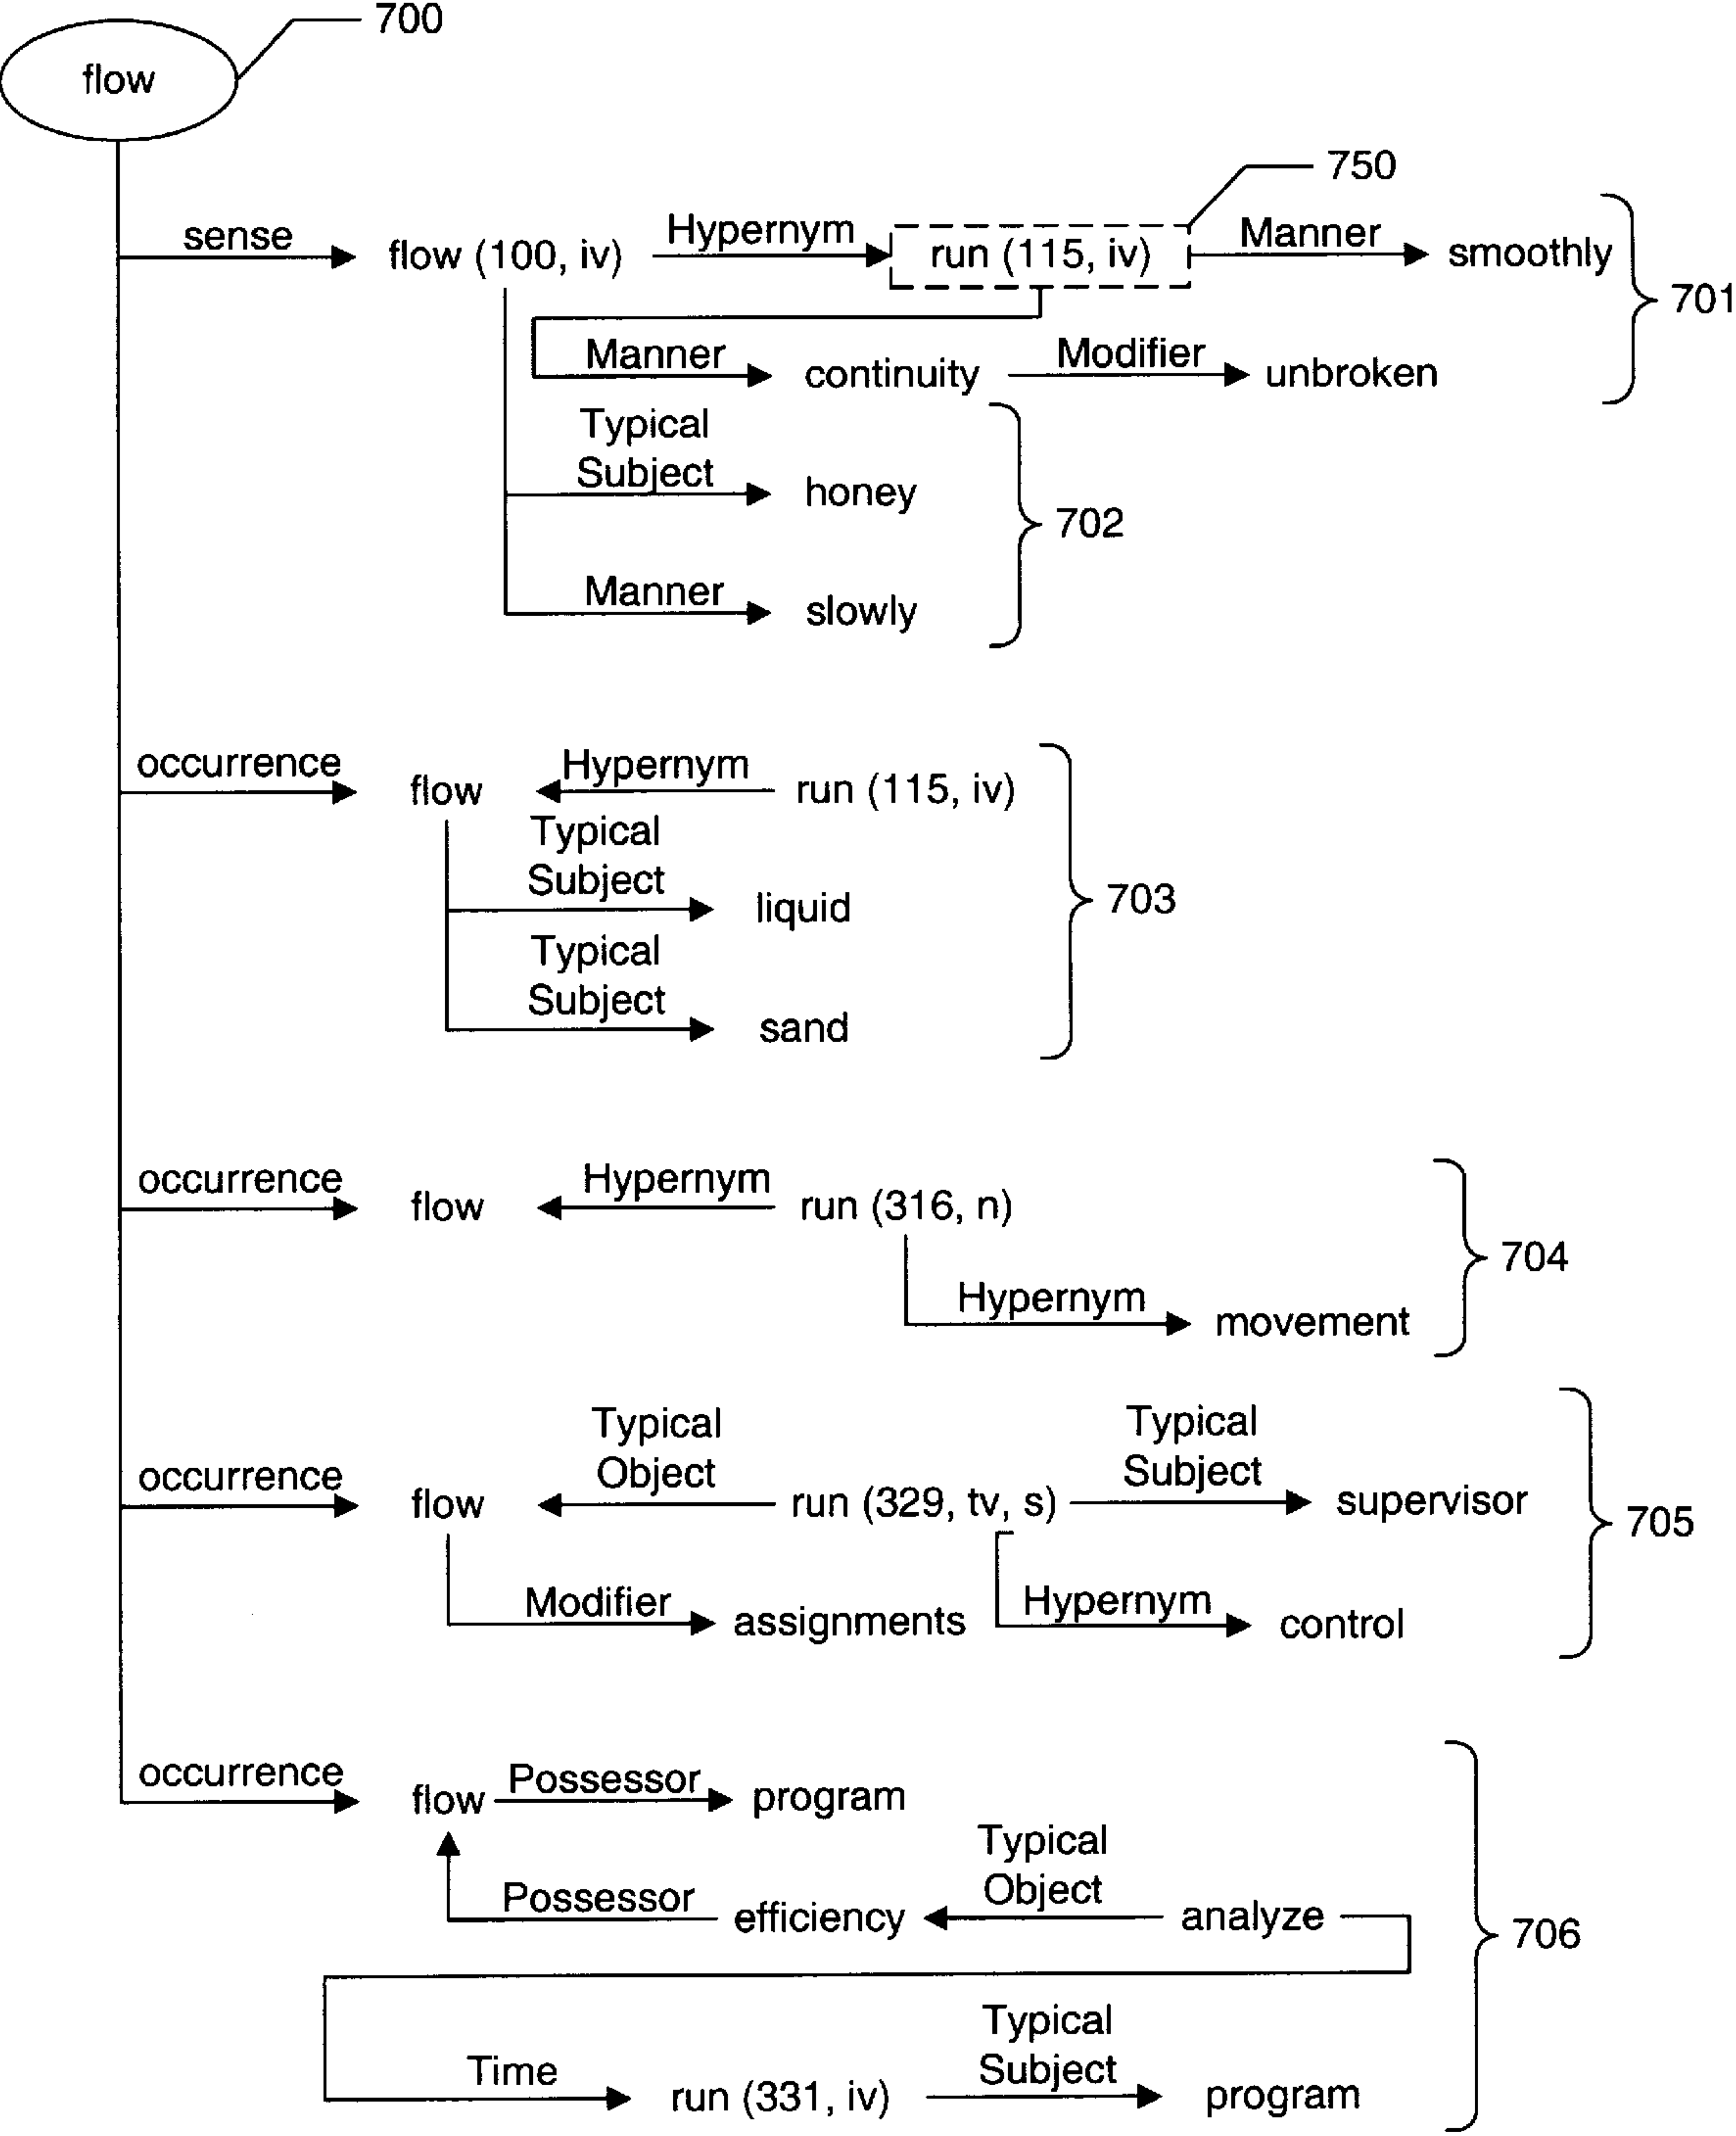 700
flow
750
sense
flow (100, iv)
Hypernym
run (115, iv)
Manner
smoothly
701
Manner
continuity
Modifier
unbroken
Typical
Subject
honey
702
Manner
slowly
occurrence
flow
Hypernym
run (115, iv)
Typical
Subject
liquid
703
Typical
Subject
sand
occurrence
flow
Hypernym
run (316, n)
704
Hypernym
movement
occurrence
flow
Typical
Object
run (329, tv, s)
Typical
Subject
supervisor
705
Modifier
assignments
Hypernym
control
occurrence
flow
Possessor
program
Possessor
efficiency
Typical
Object
analyze
706
Time
run (331, iv)
Typical
Subject
program